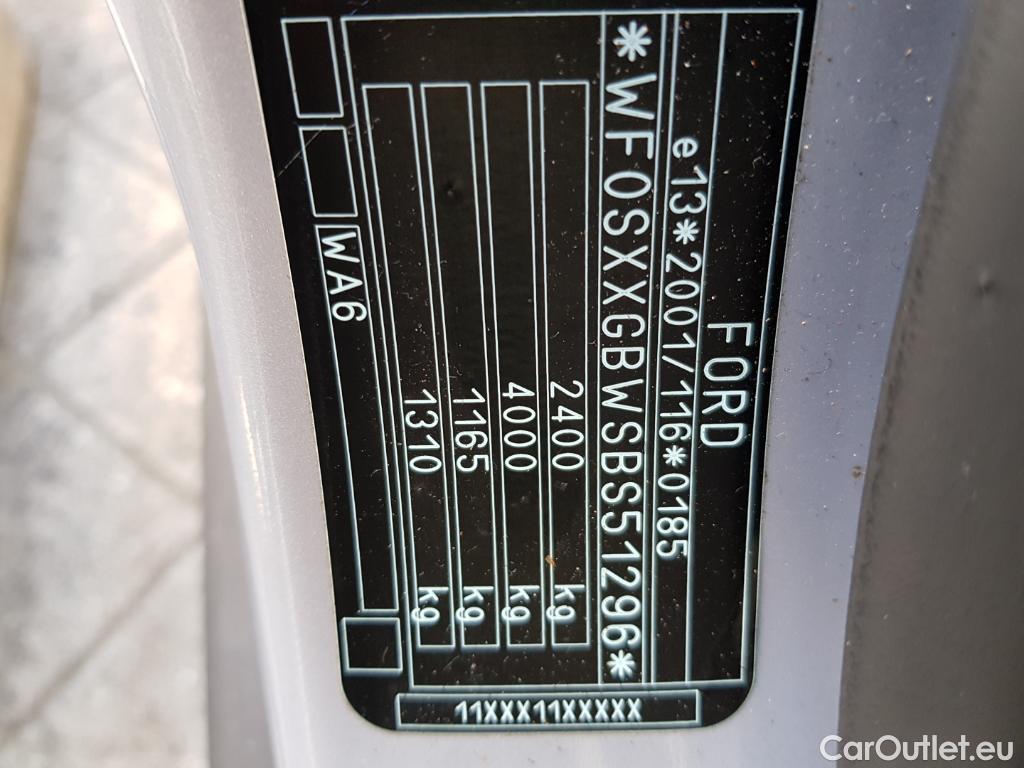 FORD
e13*2001/116*0185
*WF0SXXGBWSBS51296*
2400 kg
4000 kg
1165 kg
1310 kg
WA6
11XXX11XXXXX
CarOutlet.eu